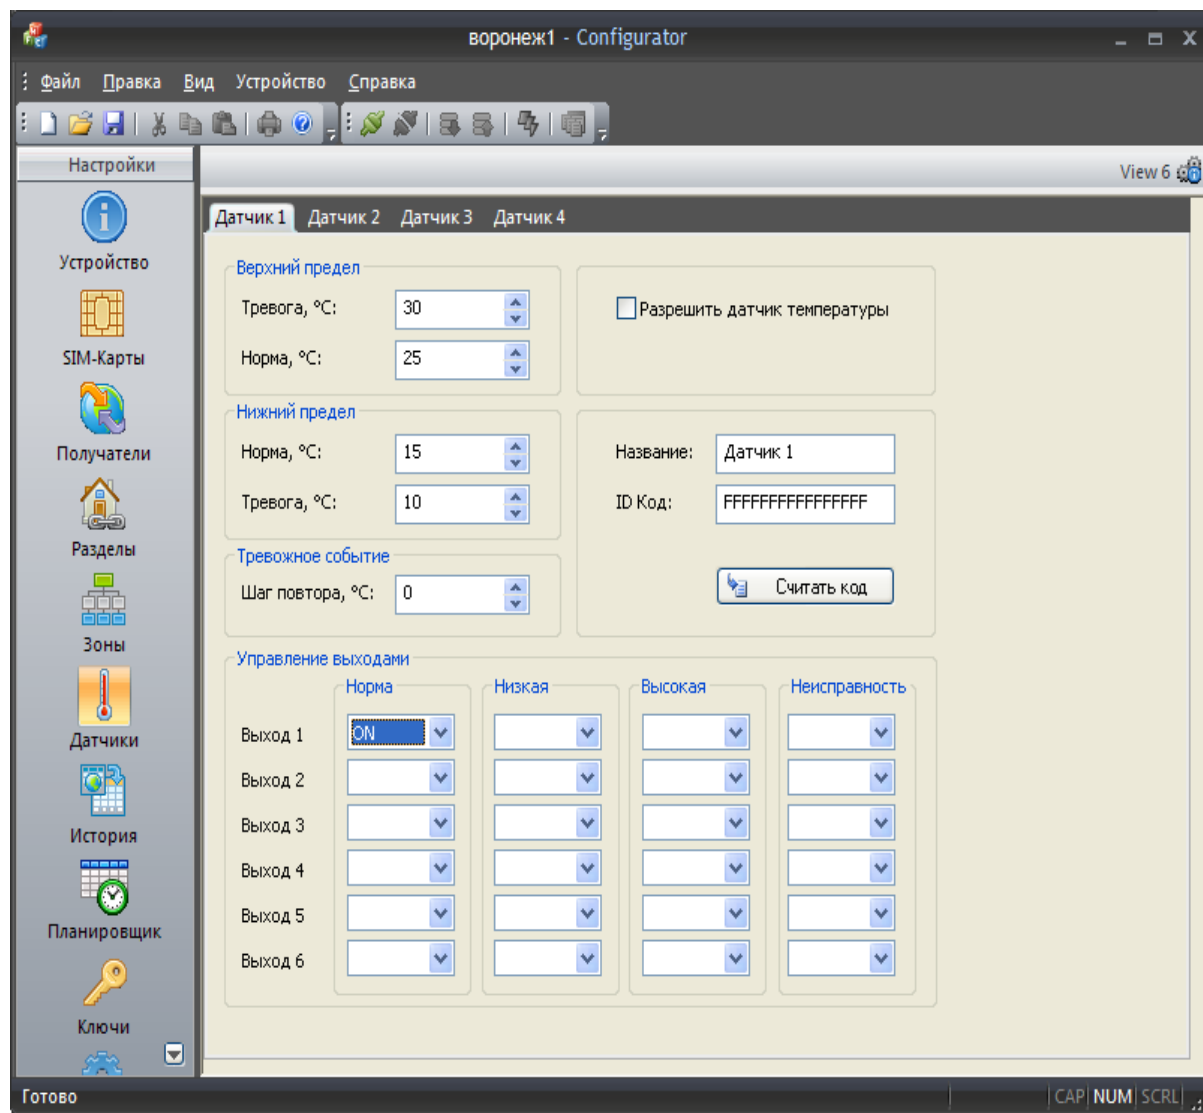 воронеж1 - Configurator
Файл Правка Вид Устройство Справка
Настройки
View 6
Устройство
SIM-Карты
Получатели
Разделы
Зоны
Датчики
История
Планировщик
Ключи
Датчик 1 Датчик 2 Датчик 3 Датчик 4
Верхний предел
Тревога, °C: 30
Норма, °C: 25
Разрешить датчик температуры
Нижний предел
Норма, °C: 15
Тревога, °C: 10
Название: Датчик 1
ID Код: FFFFFFFFFFFFFFFF
Считать код
Тревожное событие
Шаг повтора, °C: 0
Управление выходами
Норма Низкая Высокая Неисправность
Выход 1 ON
Выход 2
Выход 3
Выход 4
Выход 5
Выход 6
Готово
CAP NUM SCRL